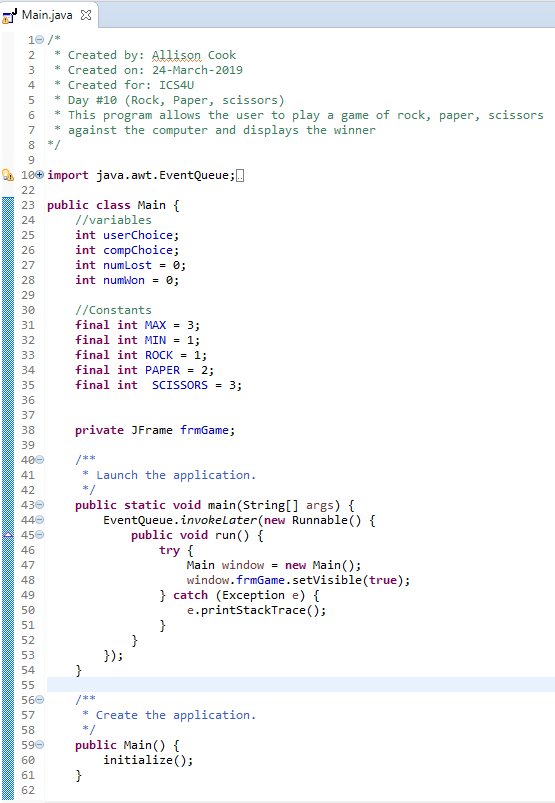 Main.java
1 /*
2 * Created by: Allison Cook
3 * Created on: 24-March-2019
4 * Created for: ICS4U
5 * Day #10 (Rock, Paper, scissors)
6 * This program allows the user to play a game of rock, paper, scissors
7 * against the computer and displays the winner
8 */
9
10 import java.awt.EventQueue;
22
23 public class Main {
24     //variables
25     int userChoice;
26     int compChoice;
27     int numLost = 0;
28     int numWon = 0;
29
30     //Constants
31     final int MAX = 3;
32     final int MIN = 1;
33     final int ROCK = 1;
34     final int PAPER = 2;
35     final int  SCISSORS = 3;
36
37
38     private JFrame frmGame;
39
40     /**
41      * Launch the application.
42      */
43     public static void main(String[] args) {
44         EventQueue.invokeLater(new Runnable() {
45             public void run() {
46                 try {
47                     Main window = new Main();
48                     window.frmGame.setVisible(true);
49                 } catch (Exception e) {
50                     e.printStackTrace();
51                 }
52             }
53         });
54     }
55
56     /**
57      * Create the application.
58      */
59     public Main() {
60         initialize();
61     }
62